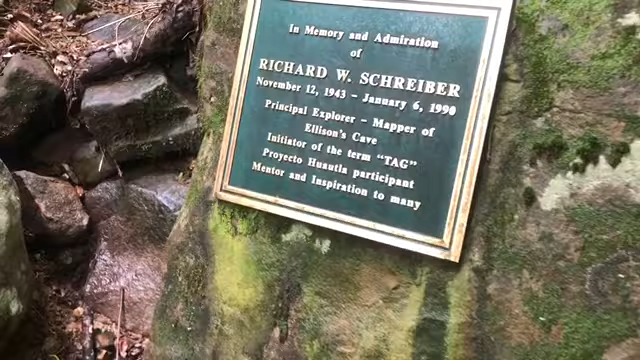 In Memory and Admiration
of
RICHARD W. SCHREIBER
November 12, 1943 - January 6, 1990
Principal Explorer - Mapper of
Ellison's Cave
Initiator of the term "TAG"
Proyecto Huautla participant
Mentor and Inspiration to many